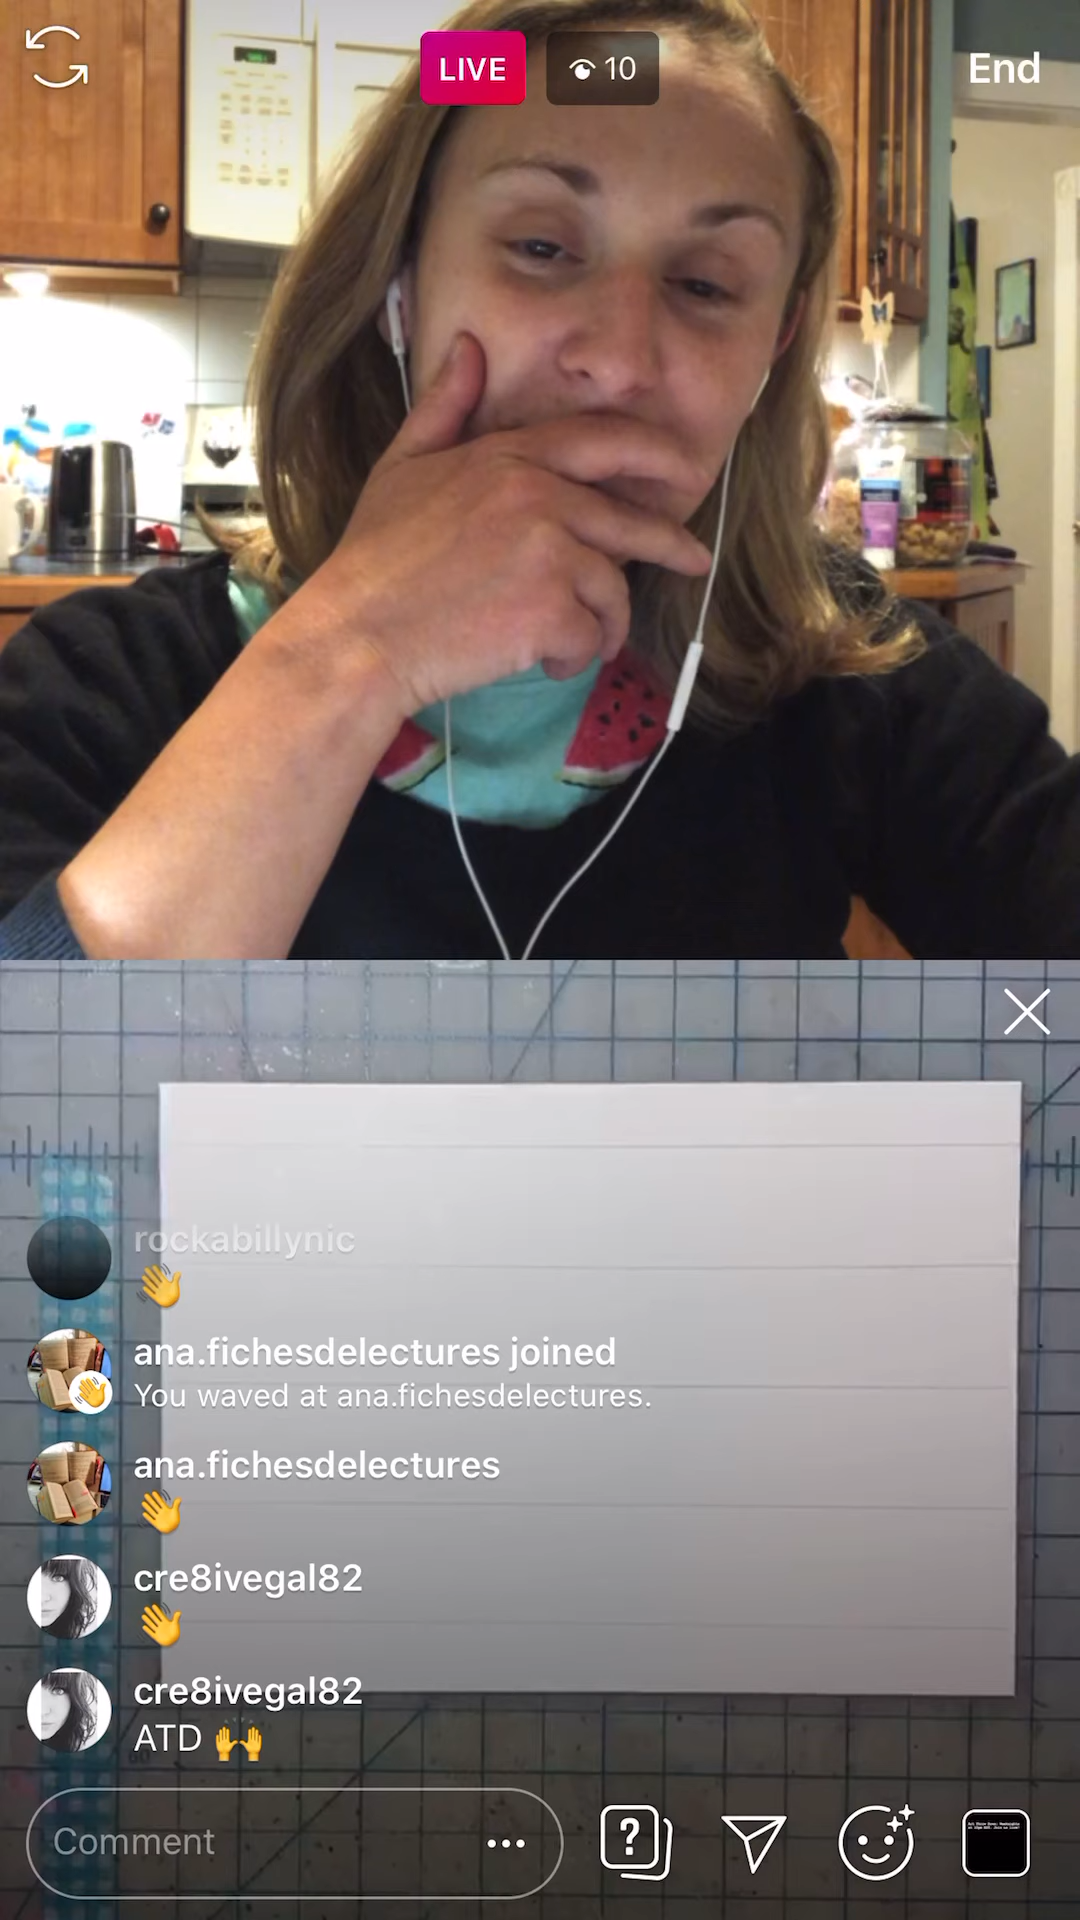 LIVE
10
End
rockabillynic
👋
ana.fichesdelectures joined
You waved at ana.fichesdelectures.
ana.fichesdelectures
👋
cre8ivegal82
👋
cre8ivegal82
ATD 🙌
Comment
?